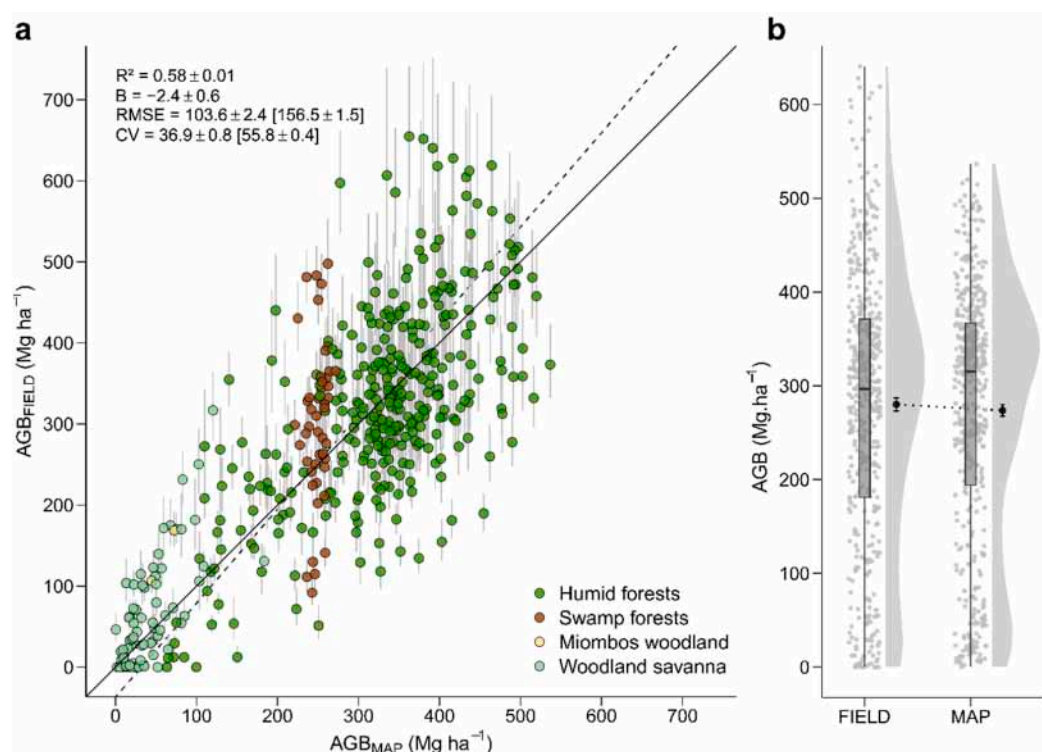 a
R² = 0.58 ± 0.01
B = −2.4 ± 0.6
RMSE = 103.6 ± 2.4 [156.5 ± 1.5]
CV = 36.9 ± 0.8 [55.8 ± 0.4]
700
600
500
400
300
200
100
0
AGB_FIELD (Mg ha⁻¹)
Humid forests
Swamp forests
Miombos woodland
Woodland savanna
0 100 200 300 400 500 600 700
AGB_MAP (Mg ha⁻¹)
b
600
500
400
300
200
100
0
AGB (Mg.ha⁻¹)
FIELD MAP